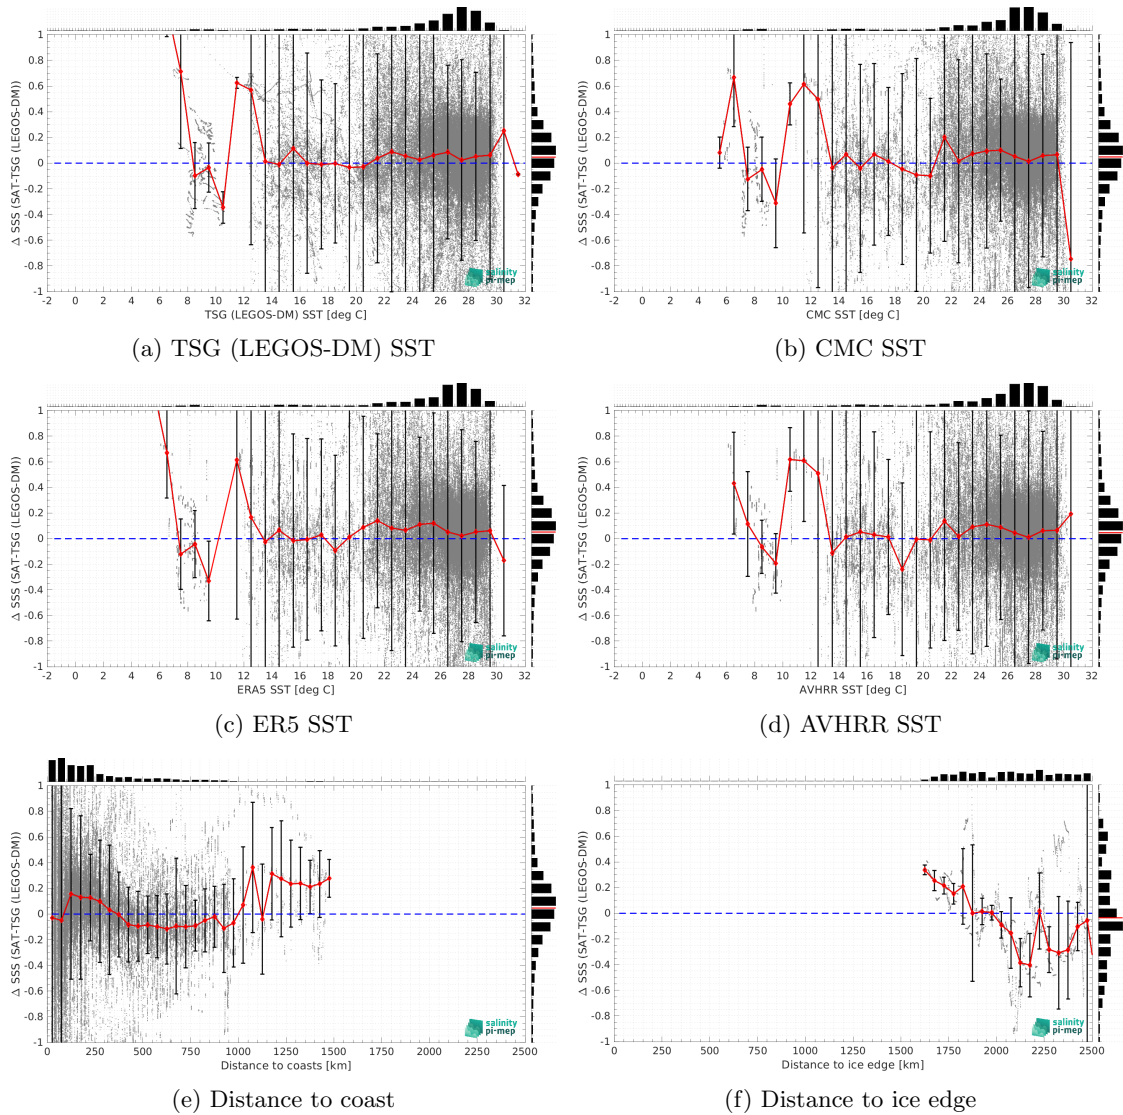 1
0.8
0.6
0.4
0.2
0
-0.2
-0.4
-0.6
-0.8
-1
Δ SSS (SAT-TSG (LEGOS-DM))
-2 0 2 4 6 8 10 12 14 16 18 20 22 24 26 28 30 32
TSG (LEGOS-DM) SST [deg C]
salinity
pi-mep
(a) TSG (LEGOS-DM) SST
1
0.8
0.6
0.4
0.2
0
-0.2
-0.4
-0.6
-0.8
-1
Δ SSS (SAT-TSG (LEGOS-DM))
-2 0 2 4 6 8 10 12 14 16 18 20 22 24 26 28 30 32
CMC SST [deg C]
salinity
pi-mep
(b) CMC SST
1
0.8
0.6
0.4
0.2
0
-0.2
-0.4
-0.6
-0.8
-1
Δ SSS (SAT-TSG (LEGOS-DM))
-2 0 2 4 6 8 10 12 14 16 18 20 22 24 26 28 30 32
ERA5 SST [deg C]
salinity
pi-mep
(c) ER5 SST
1
0.8
0.6
0.4
0.2
0
-0.2
-0.4
-0.6
-0.8
-1
Δ SSS (SAT-TSG (LEGOS-DM))
-2 0 2 4 6 8 10 12 14 16 18 20 22 24 26 28 30 32
AVHRR SST [deg C]
salinity
pi-mep
(d) AVHRR SST
1
0.8
0.6
0.4
0.2
0
-0.2
-0.4
-0.6
-0.8
-1
Δ SSS (SAT-TSG (LEGOS-DM))
0 250 500 750 1000 1250 1500 1750 2000 2250 2500
Distance to coasts [km]
salinity
pi-mep
(e) Distance to coast
1
0.8
0.6
0.4
0.2
0
-0.2
-0.4
-0.6
-0.8
-1
Δ SSS (SAT-TSG (LEGOS-DM))
0 250 500 750 1000 1250 1500 1750 2000 2250 2500
Distance to ice edge [km]
salinity
pi-mep
(f) Distance to ice edge